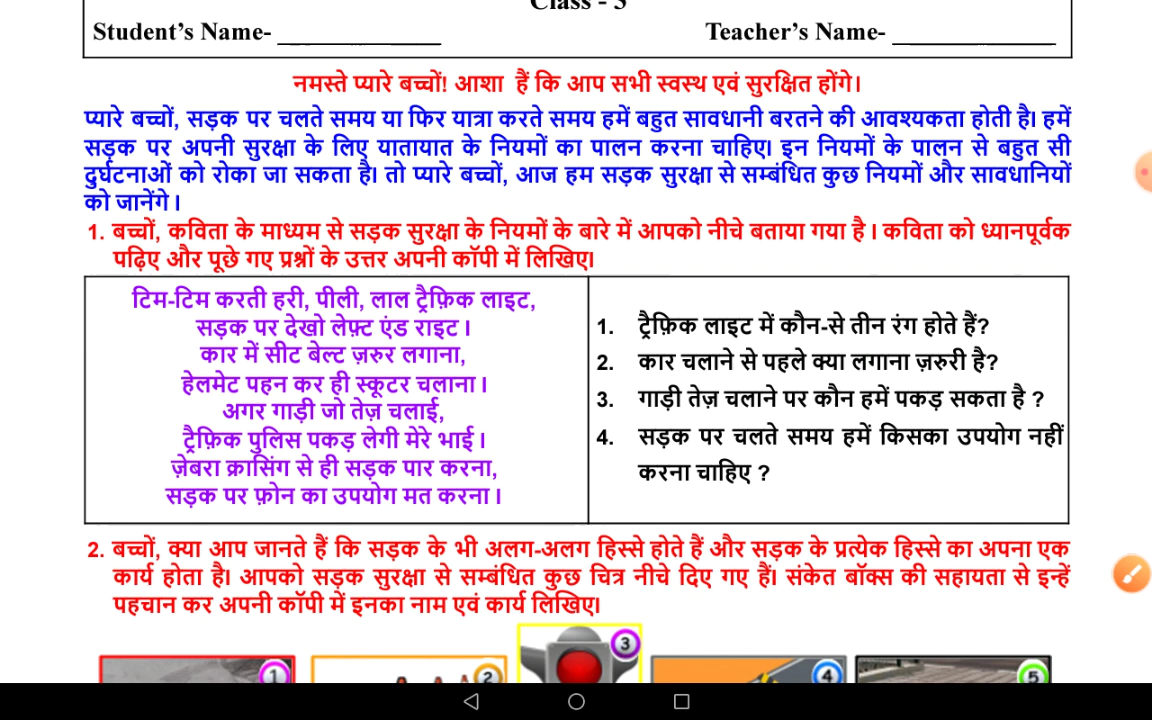 Class - 3
Student’s Name- _____________ Teacher’s Name- _____________
नमस्ते प्यारे बच्चों! आशा हैं कि आप सभी स्वस्थ एवं सुरक्षित होंगे।
प्यारे बच्चों, सड़क पर चलते समय या फिर यात्रा करते समय हमें बहुत सावधानी बरतने की आवश्यकता होती है। हमें
सड़क पर अपनी सुरक्षा के लिए यातायात के नियमों का पालन करना चाहिए। इन नियमों के पालन से बहुत सी
दुर्घटनाओं को रोका जा सकता है। तो प्यारे बच्चों, आज हम सड़क सुरक्षा से सम्बंधित कुछ नियमों और सावधानियों
को जानेंगे ।
1. बच्चों, कविता के माध्यम से सड़क सुरक्षा के नियमों के बारे में आपको नीचे बताया गया है । कविता को ध्यानपूर्वक
पढ़िए और पूछे गए प्रश्नों के उत्तर अपनी कॉपी में लिखिए।
टिम-टिम करती हरी, पीली, लाल ट्रैफ़िक लाइट,
सड़क पर देखो लेफ़्ट एंड राइट ।
कार में सीट बेल्ट ज़रुर लगाना,
हेलमेट पहन कर ही स्कूटर चलाना ।
अगर गाड़ी जो तेज़ चलाई,
ट्रैफ़िक पुलिस पकड़ लेगी मेरे भाई ।
ज़ेबरा क्रासिंग से ही सड़क पार करना,
सड़क पर फ़ोन का उपयोग मत करना ।
1. ट्रैफ़िक लाइट में कौन-से तीन रंग होते हैं?
2. कार चलाने से पहले क्या लगाना ज़रुरी है?
3. गाड़ी तेज़ चलाने पर कौन हमें पकड़ सकता है ?
4. सड़क पर चलते समय हमें किसका उपयोग नहीं
करना चाहिए ?
2. बच्चों, क्या आप जानते हैं कि सड़क के भी अलग-अलग हिस्से होते हैं और सड़क के प्रत्येक हिस्से का अपना एक
कार्य होता है। आपको सड़क सुरक्षा से सम्बंधित कुछ चित्र नीचे दिए गए हैं। संकेत बॉक्स की सहायता से इन्हें
पहचान कर अपनी कॉपी में इनका नाम एवं कार्य लिखिए।
1 2 3 4 5